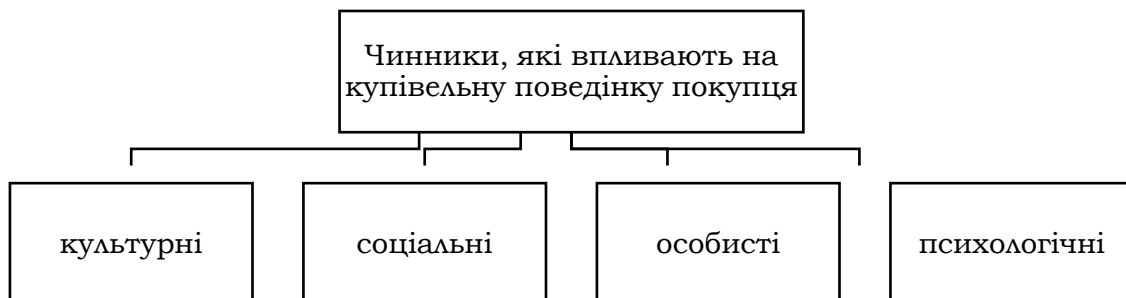 Чинники, які впливають на
купівельну поведінку покупця
культурні
соціальні
особисті
психологічні